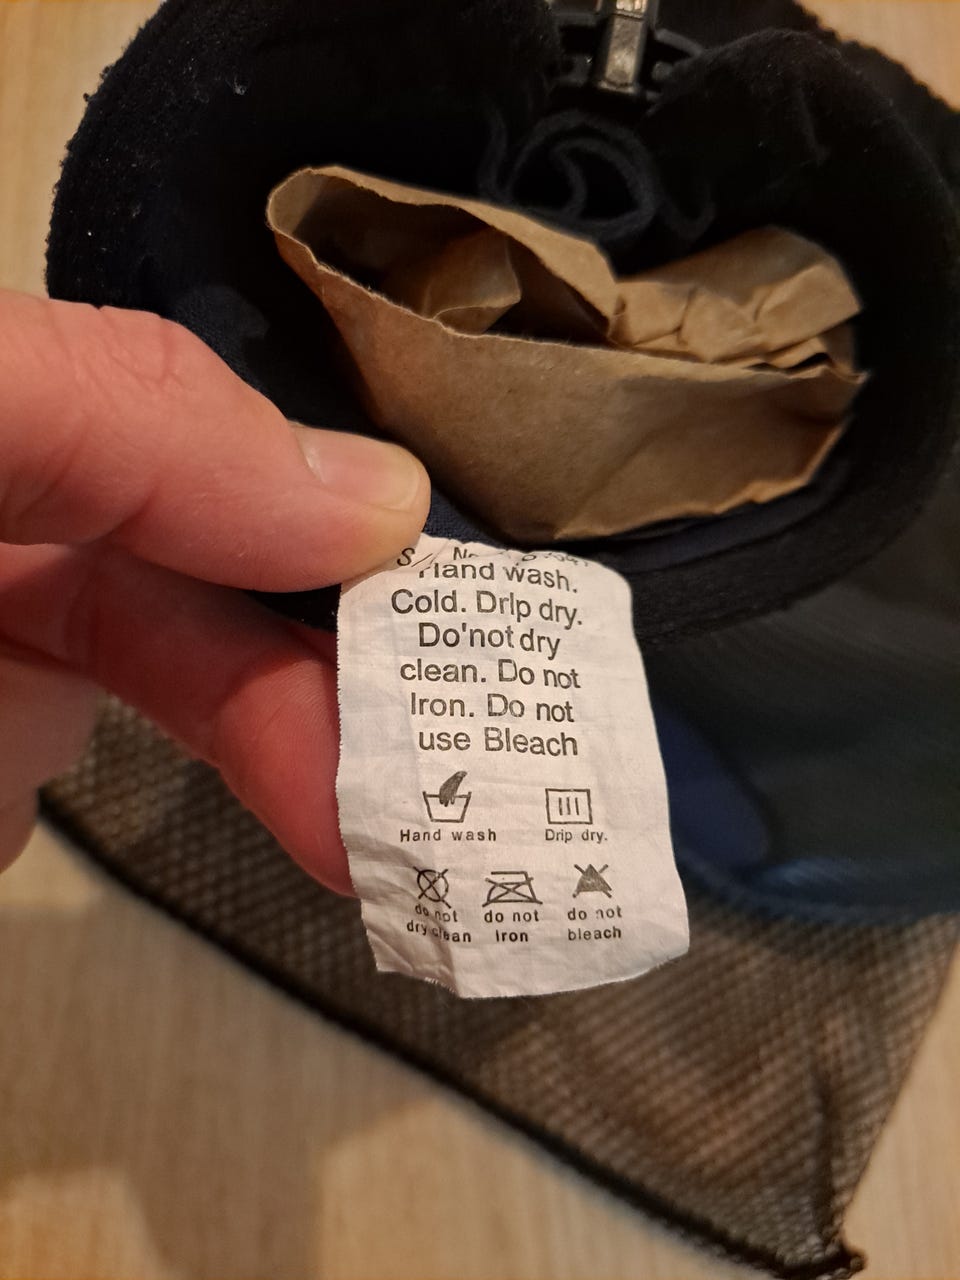 S/
Hand wash.
Cold. Drip dry.
Do'not dry
clean. Do not
Iron. Do not
use Bleach
Hand wash
Drip dry.
do not
dry clean
do not
Iron
do not
bleach